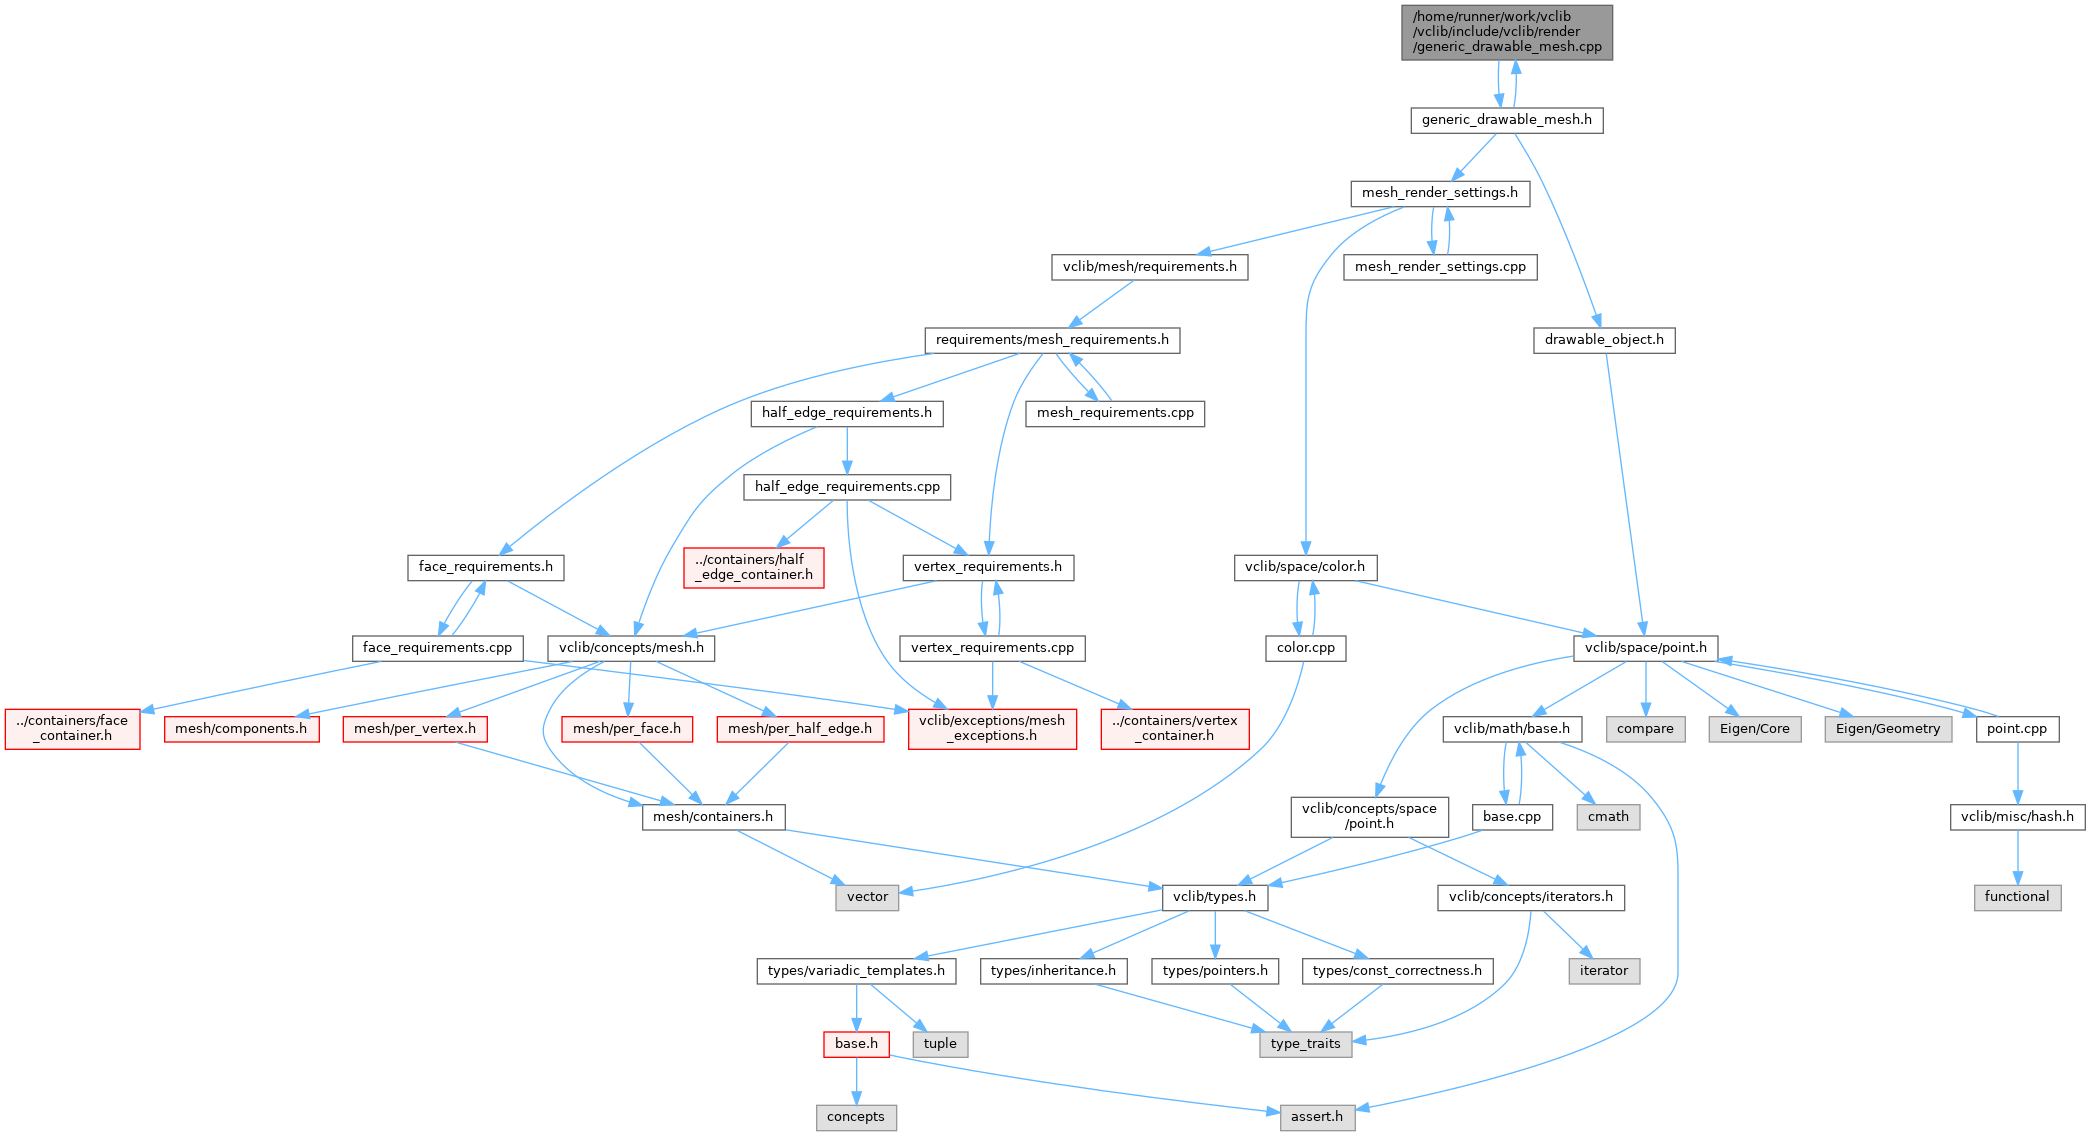 /home/runner/work/vclib
/vclib/include/vclib/render
/generic_drawable_mesh.cpp
generic_drawable_mesh.h
mesh_render_settings.h
vclib/mesh/requirements.h
mesh_render_settings.cpp
requirements/mesh_requirements.h
drawable_object.h
half_edge_requirements.h
mesh_requirements.cpp
half_edge_requirements.cpp
face_requirements.h
../containers/half
_edge_container.h
vertex_requirements.h
vclib/space/color.h
face_requirements.cpp
vclib/concepts/mesh.h
vertex_requirements.cpp
color.cpp
vclib/space/point.h
../containers/face
_container.h
mesh/components.h
mesh/per_vertex.h
mesh/per_face.h
mesh/per_half_edge.h
vclib/exceptions/mesh
_exceptions.h
../containers/vertex
_container.h
vclib/math/base.h
compare
Eigen/Core
Eigen/Geometry
point.cpp
mesh/containers.h
vclib/concepts/space
/point.h
base.cpp
cmath
vclib/misc/hash.h
vector
vclib/types.h
vclib/concepts/iterators.h
functional
types/variadic_templates.h
types/inheritance.h
types/pointers.h
types/const_correctness.h
iterator
base.h
tuple
type_traits
concepts
assert.h